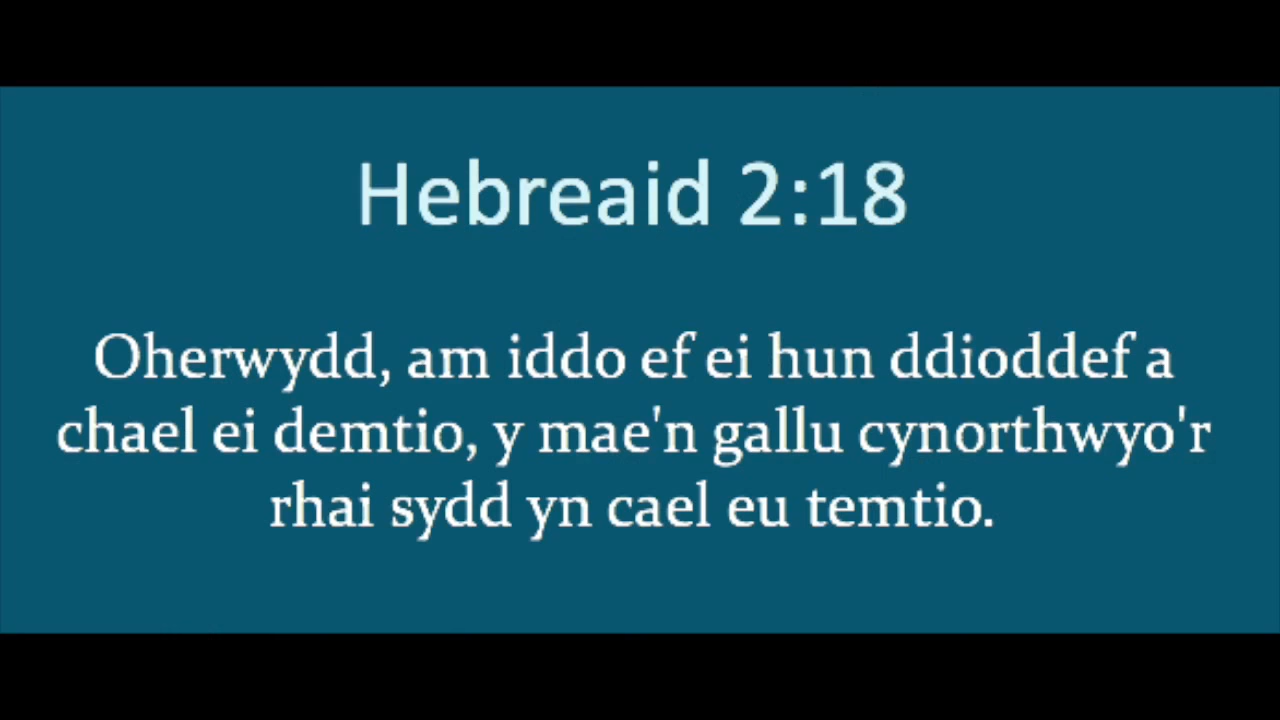 Hebreaid 2:18
Oherwydd, am iddo ef ei hun ddioddef a
chael ei demtio, y mae'n gallu cynorthwyo'r
rhai sydd yn cael eu temtio.